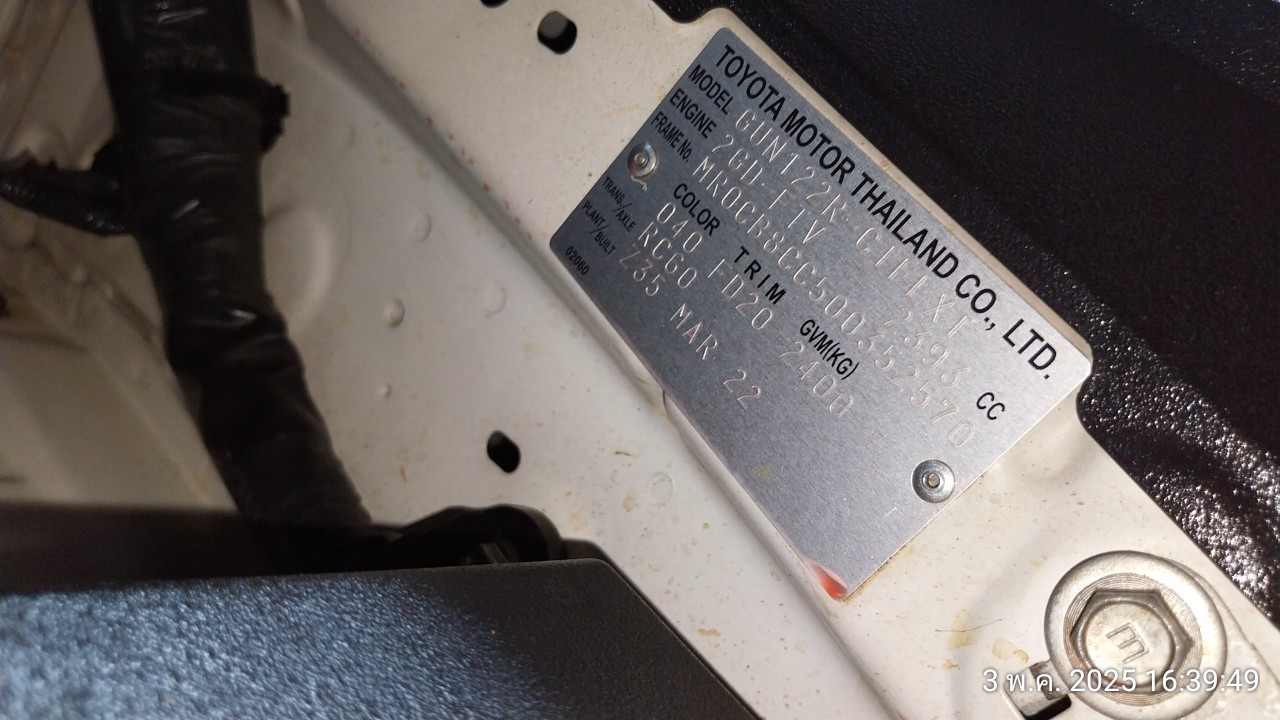 TOYOTA MOTOR THAILAND CO., LTD.
MODEL GUN122R-CTFLXT
ENGINE 2GD-FTV 2393 CC
FRAME No. MR0CB8CC500352570
COLOR TRIM GVM(KG)
040 FD20 2400
TRANS/AXLE RC60
PLANT/BUILT Z35 MAR 22
02060
E
3 พ.ค. 2025 16:39:49